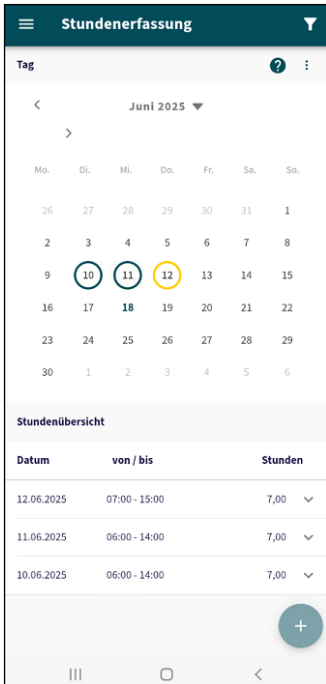 Stundenerfassung
Tag
Juni 2025
Mo. Di. Mi. Do. Fr. Sa. So.
26 27 28 29 30 31 1
2 3 4 5 6 7 8
9 10 11 12 13 14 15
16 17 18 19 20 21 22
23 24 25 26 27 28 29
30 1 2 3 4 5 6
Stundenübersicht
Datum von / bis Stunden
12.06.2025 07:00 - 15:00 7,00
11.06.2025 06:00 - 14:00 7,00
10.06.2025 06:00 - 14:00 7,00